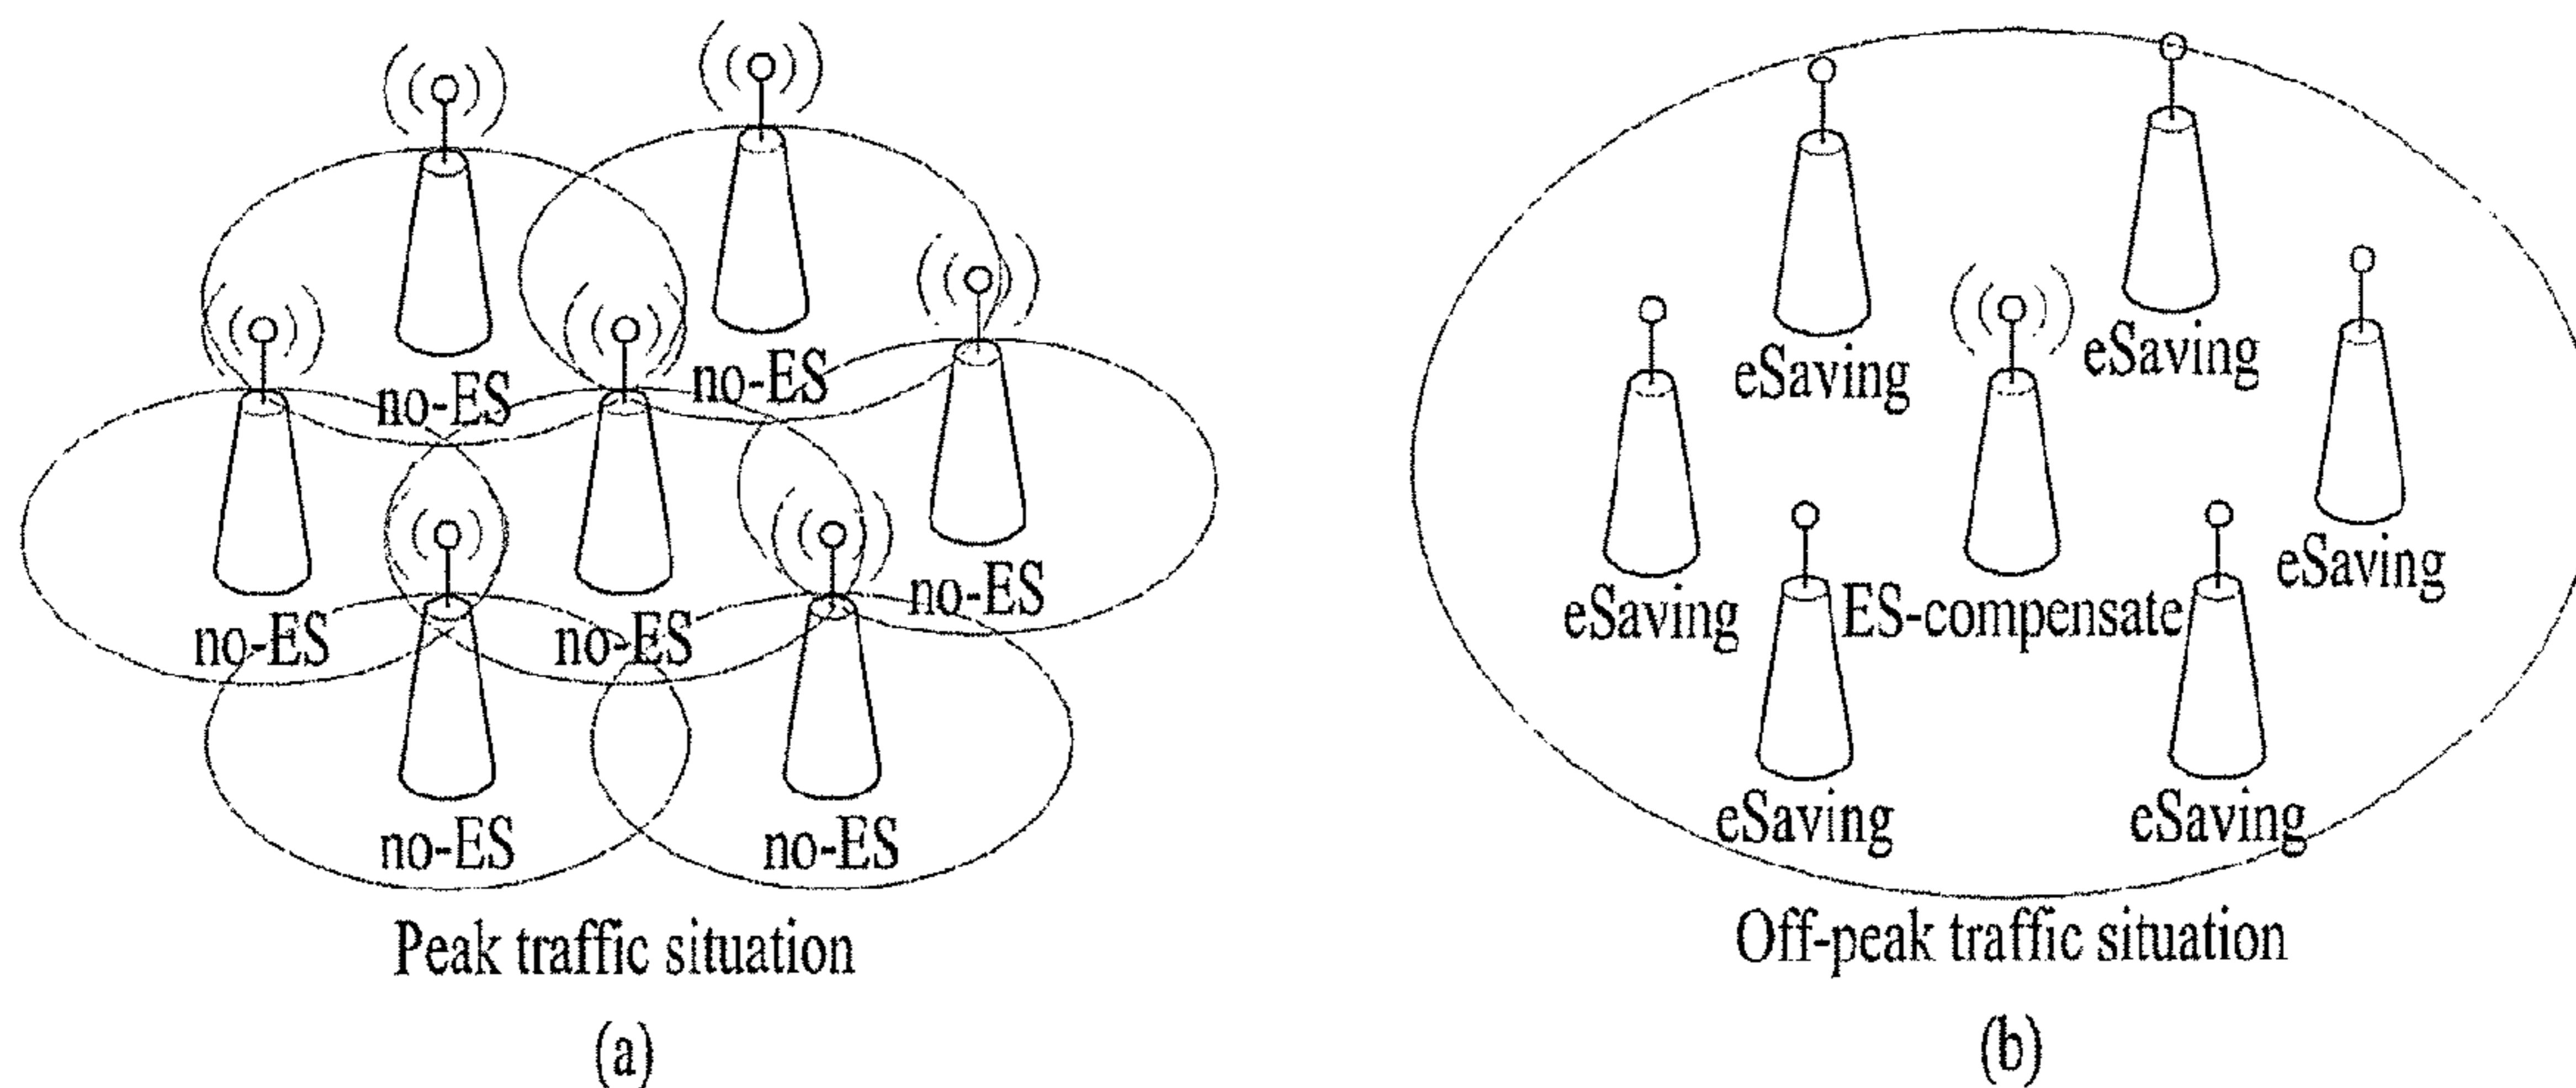 no-ES
no-ES
no-ES
no-ES
no-ES
no-ES
no-ES
Peak traffic situation
(a)
eSaving
eSaving
eSaving
eSaving
ES-compensate
eSaving
eSaving
Off-peak traffic situation
(b)